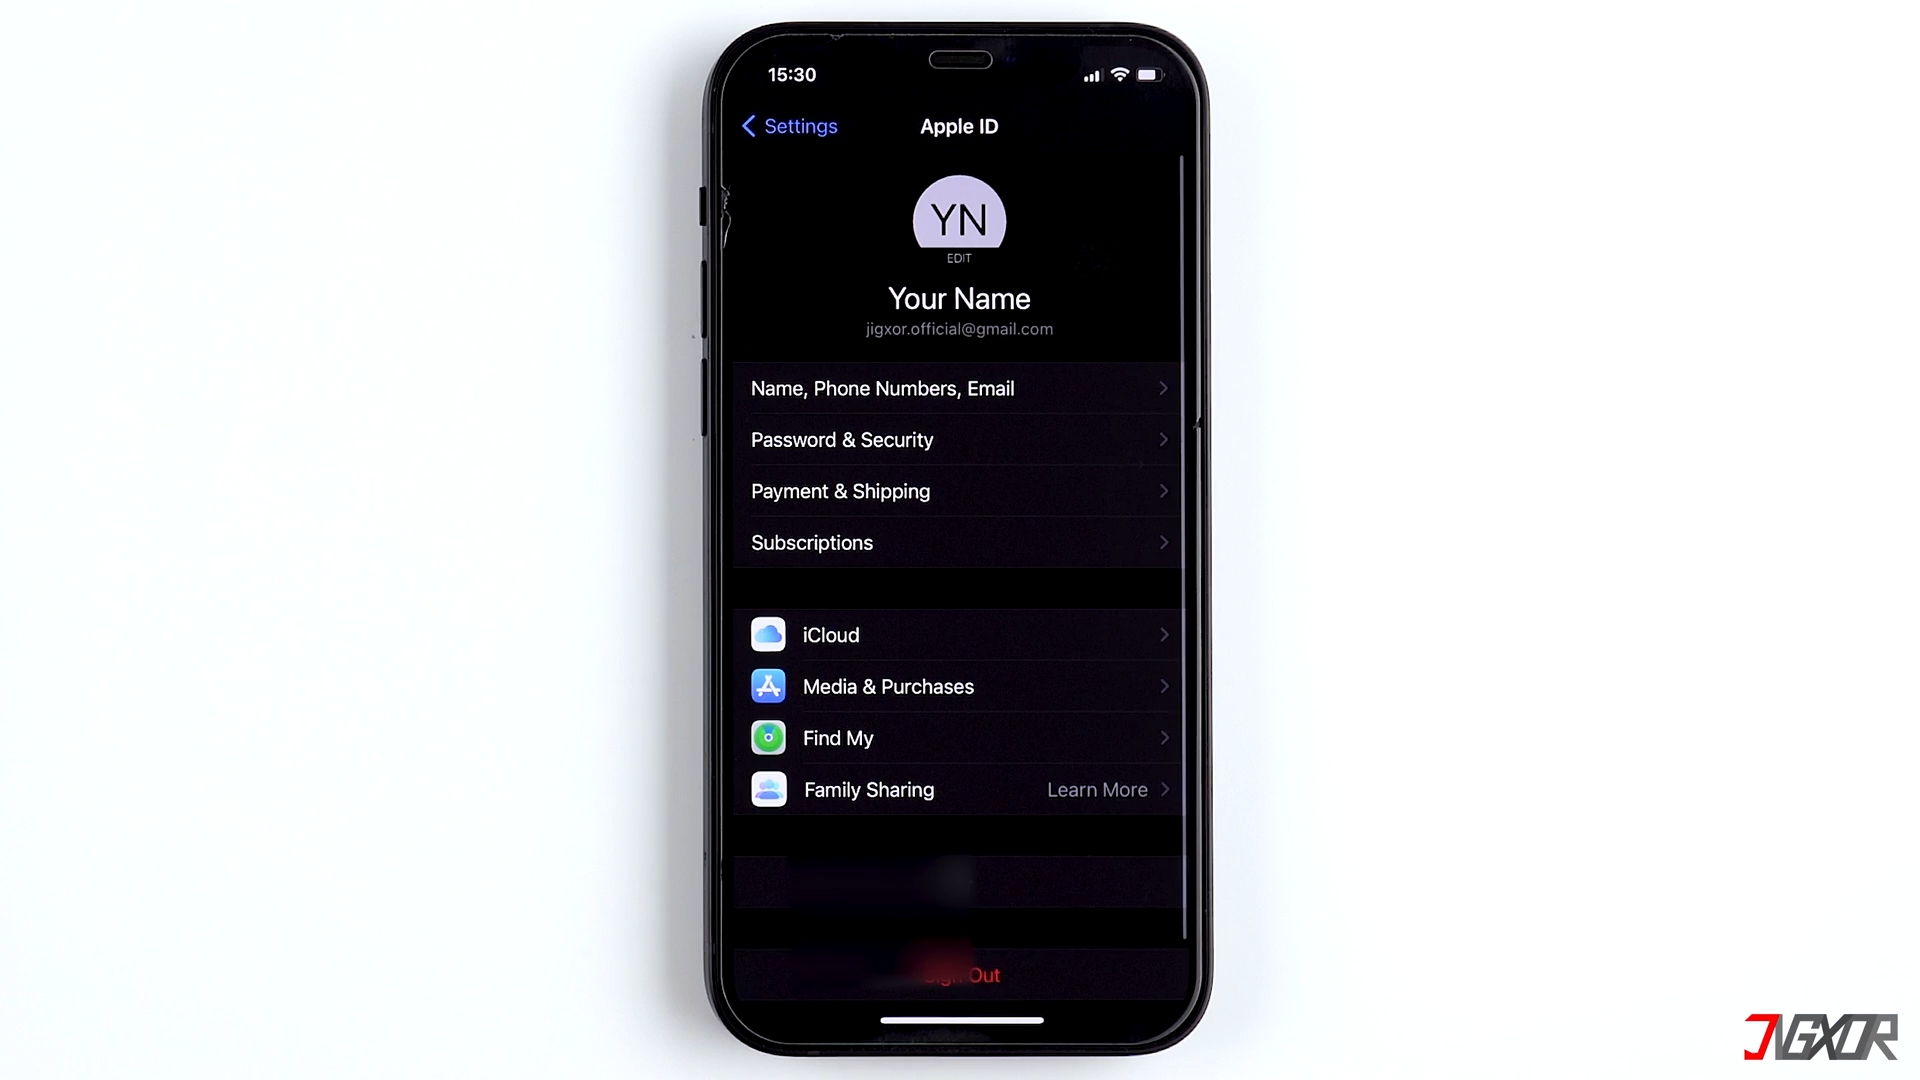 15:30
Settings
Apple ID
YN
EDIT
Your Name
jigxor.official@gmail.com
Name, Phone Numbers, Email
Password & Security
Payment & Shipping
Subscriptions
iCloud
Media & Purchases
Find My
Family Sharing Learn More
Sign Out
JIGXOR